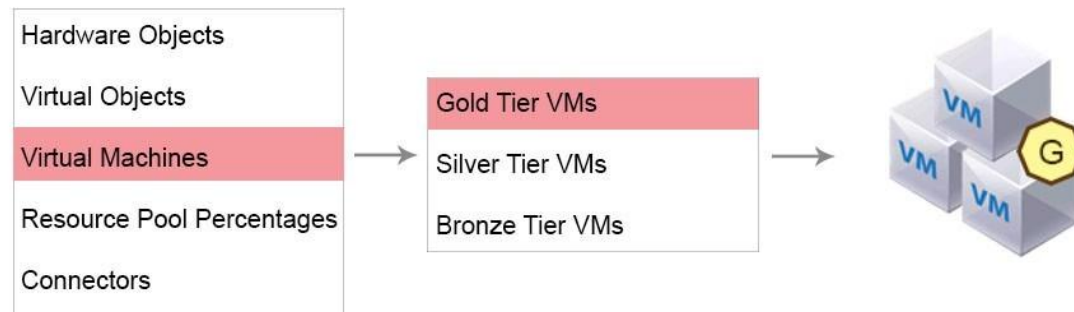 Hardware Objects
Virtual Objects
Virtual Machines
Resource Pool Percentages
Connectors
Gold Tier VMs
Silver Tier VMs
Bronze Tier VMs
VM
VM
VM
G